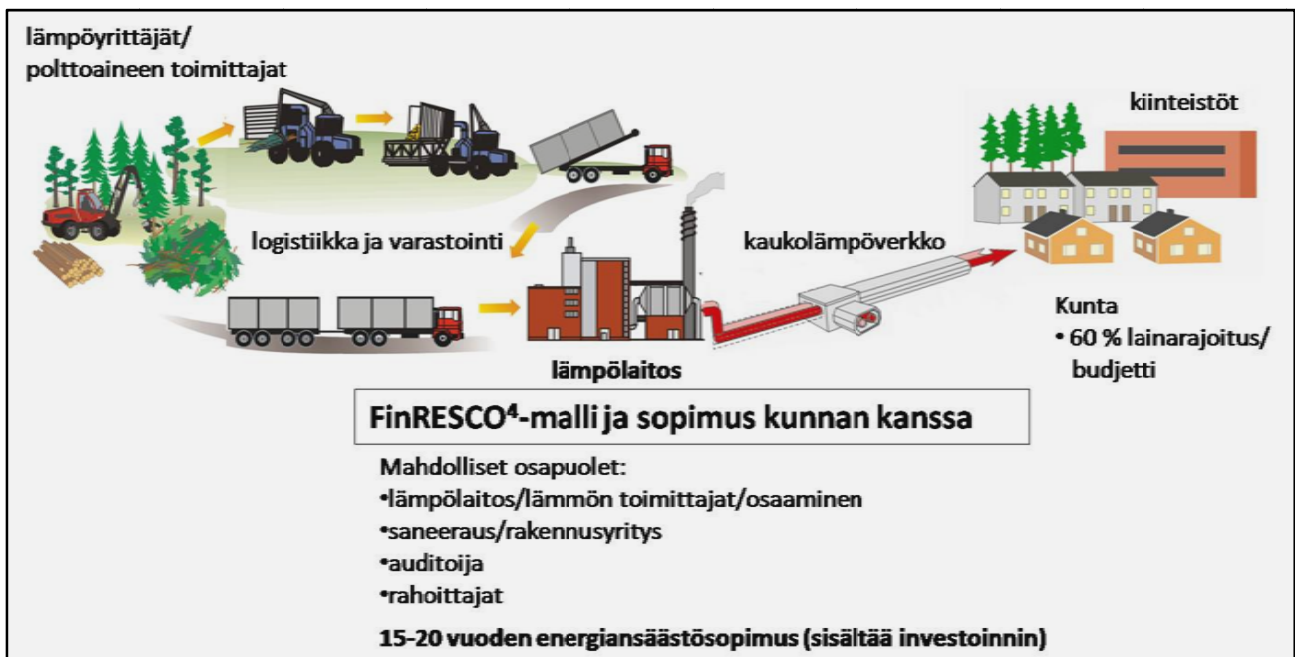 lämpöyrittäjät/
polttoaineen toimittajat
kiinteistöt
logistiikka ja varastointi
kaukolämpöverkko
lämpölaitos
Kunta
• 60 % lainarajoitus/
budjetti
FinRESCO⁴-malli ja sopimus kunnan kanssa
Mahdolliset osapuolet:
•lämpölaitos/lämmön toimittajat/osaaminen
•saneeraus/rakennusyritys
•auditoija
•rahoittajat
15-20 vuoden energiansäästösopimus (sisältää investoinnin)